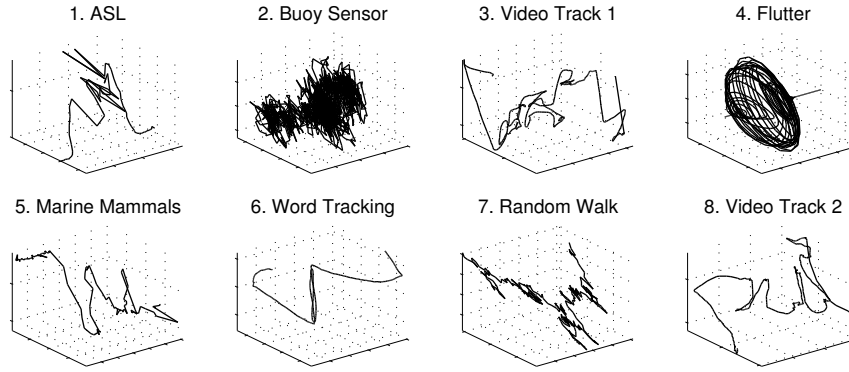 1. ASL
2. Buoy Sensor
3. Video Track 1
4. Flutter
5. Marine Mammals
6. Word Tracking
7. Random Walk
8. Video Track 2